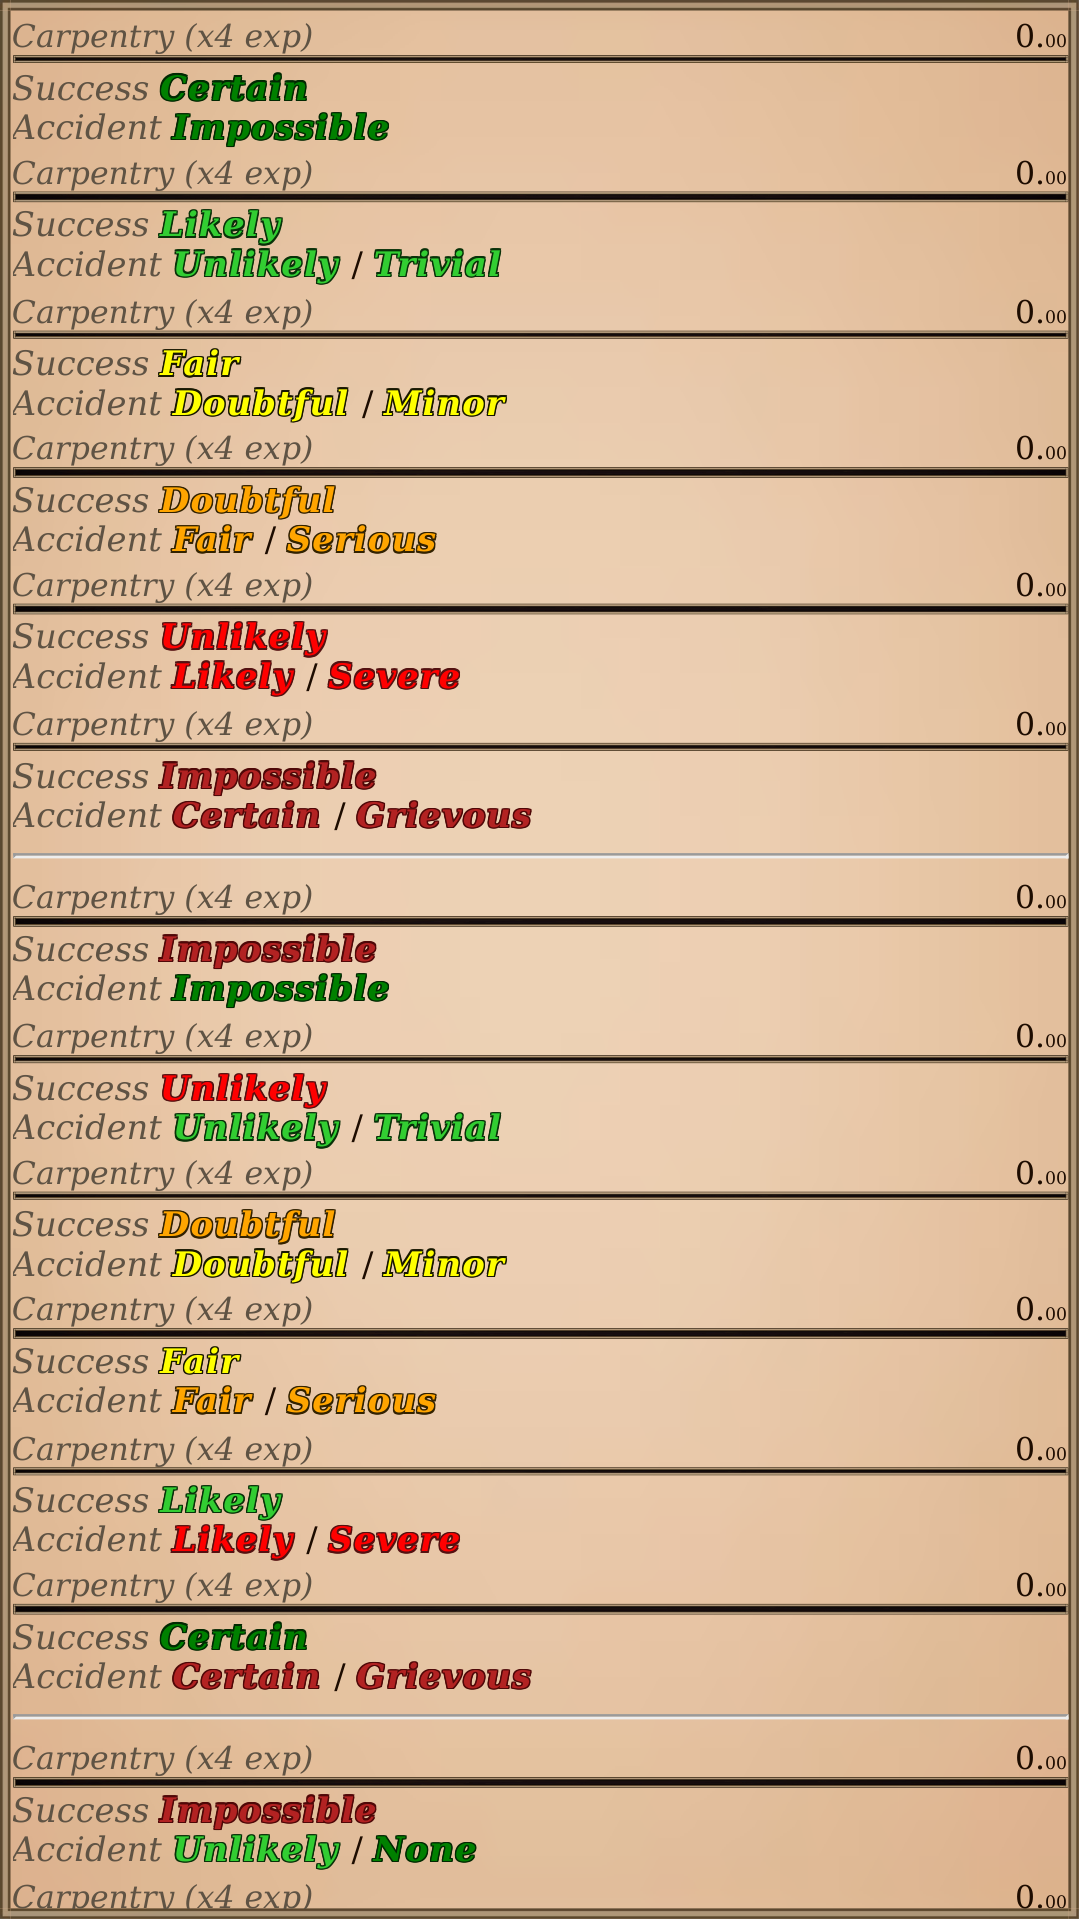 Carpentry (x4 exp) 0.00
Success Certain
Accident Impossible
Carpentry (x4 exp) 0.00
Success Likely
Accident Unlikely / Trivial
Carpentry (x4 exp) 0.00
Success Fair
Accident Doubtful / Minor
Carpentry (x4 exp) 0.00
Success Doubtful
Accident Fair / Serious
Carpentry (x4 exp) 0.00
Success Unlikely
Accident Likely / Severe
Carpentry (x4 exp) 0.00
Success Impossible
Accident Certain / Grievous
Carpentry (x4 exp) 0.00
Success Impossible
Accident Impossible
Carpentry (x4 exp) 0.00
Success Unlikely
Accident Unlikely / Trivial
Carpentry (x4 exp) 0.00
Success Doubtful
Accident Doubtful / Minor
Carpentry (x4 exp) 0.00
Success Fair
Accident Fair / Serious
Carpentry (x4 exp) 0.00
Success Likely
Accident Likely / Severe
Carpentry (x4 exp) 0.00
Success Certain
Accident Certain / Grievous
Carpentry (x4 exp) 0.00
Success Impossible
Accident Unlikely / None
Carpentry (x4 exp) 0.00